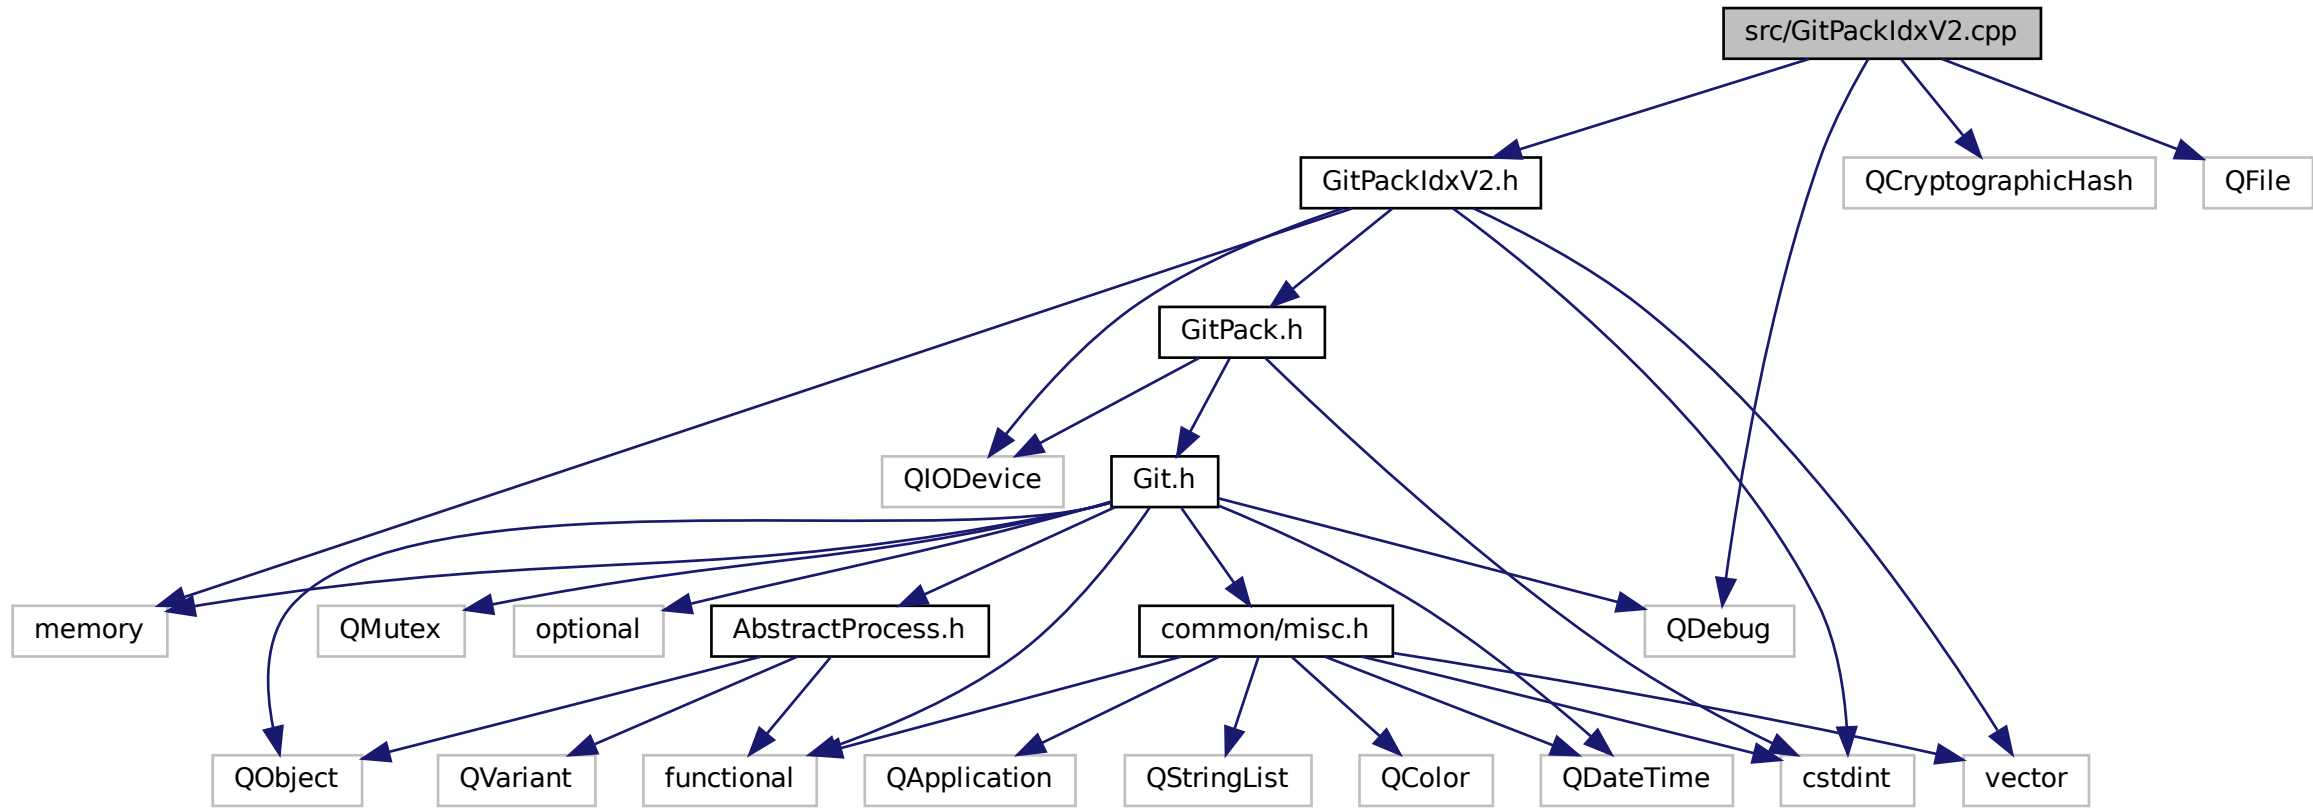 src/GitPackIdxV2.cpp
GitPackIdxV2.h
QCryptographicHash
QFile
GitPack.h
QIODevice
Git.h
memory
QMutex
optional
AbstractProcess.h
common/misc.h
QDebug
QObject
QVariant
functional
QApplication
QStringList
QColor
QDateTime
cstdint
vector